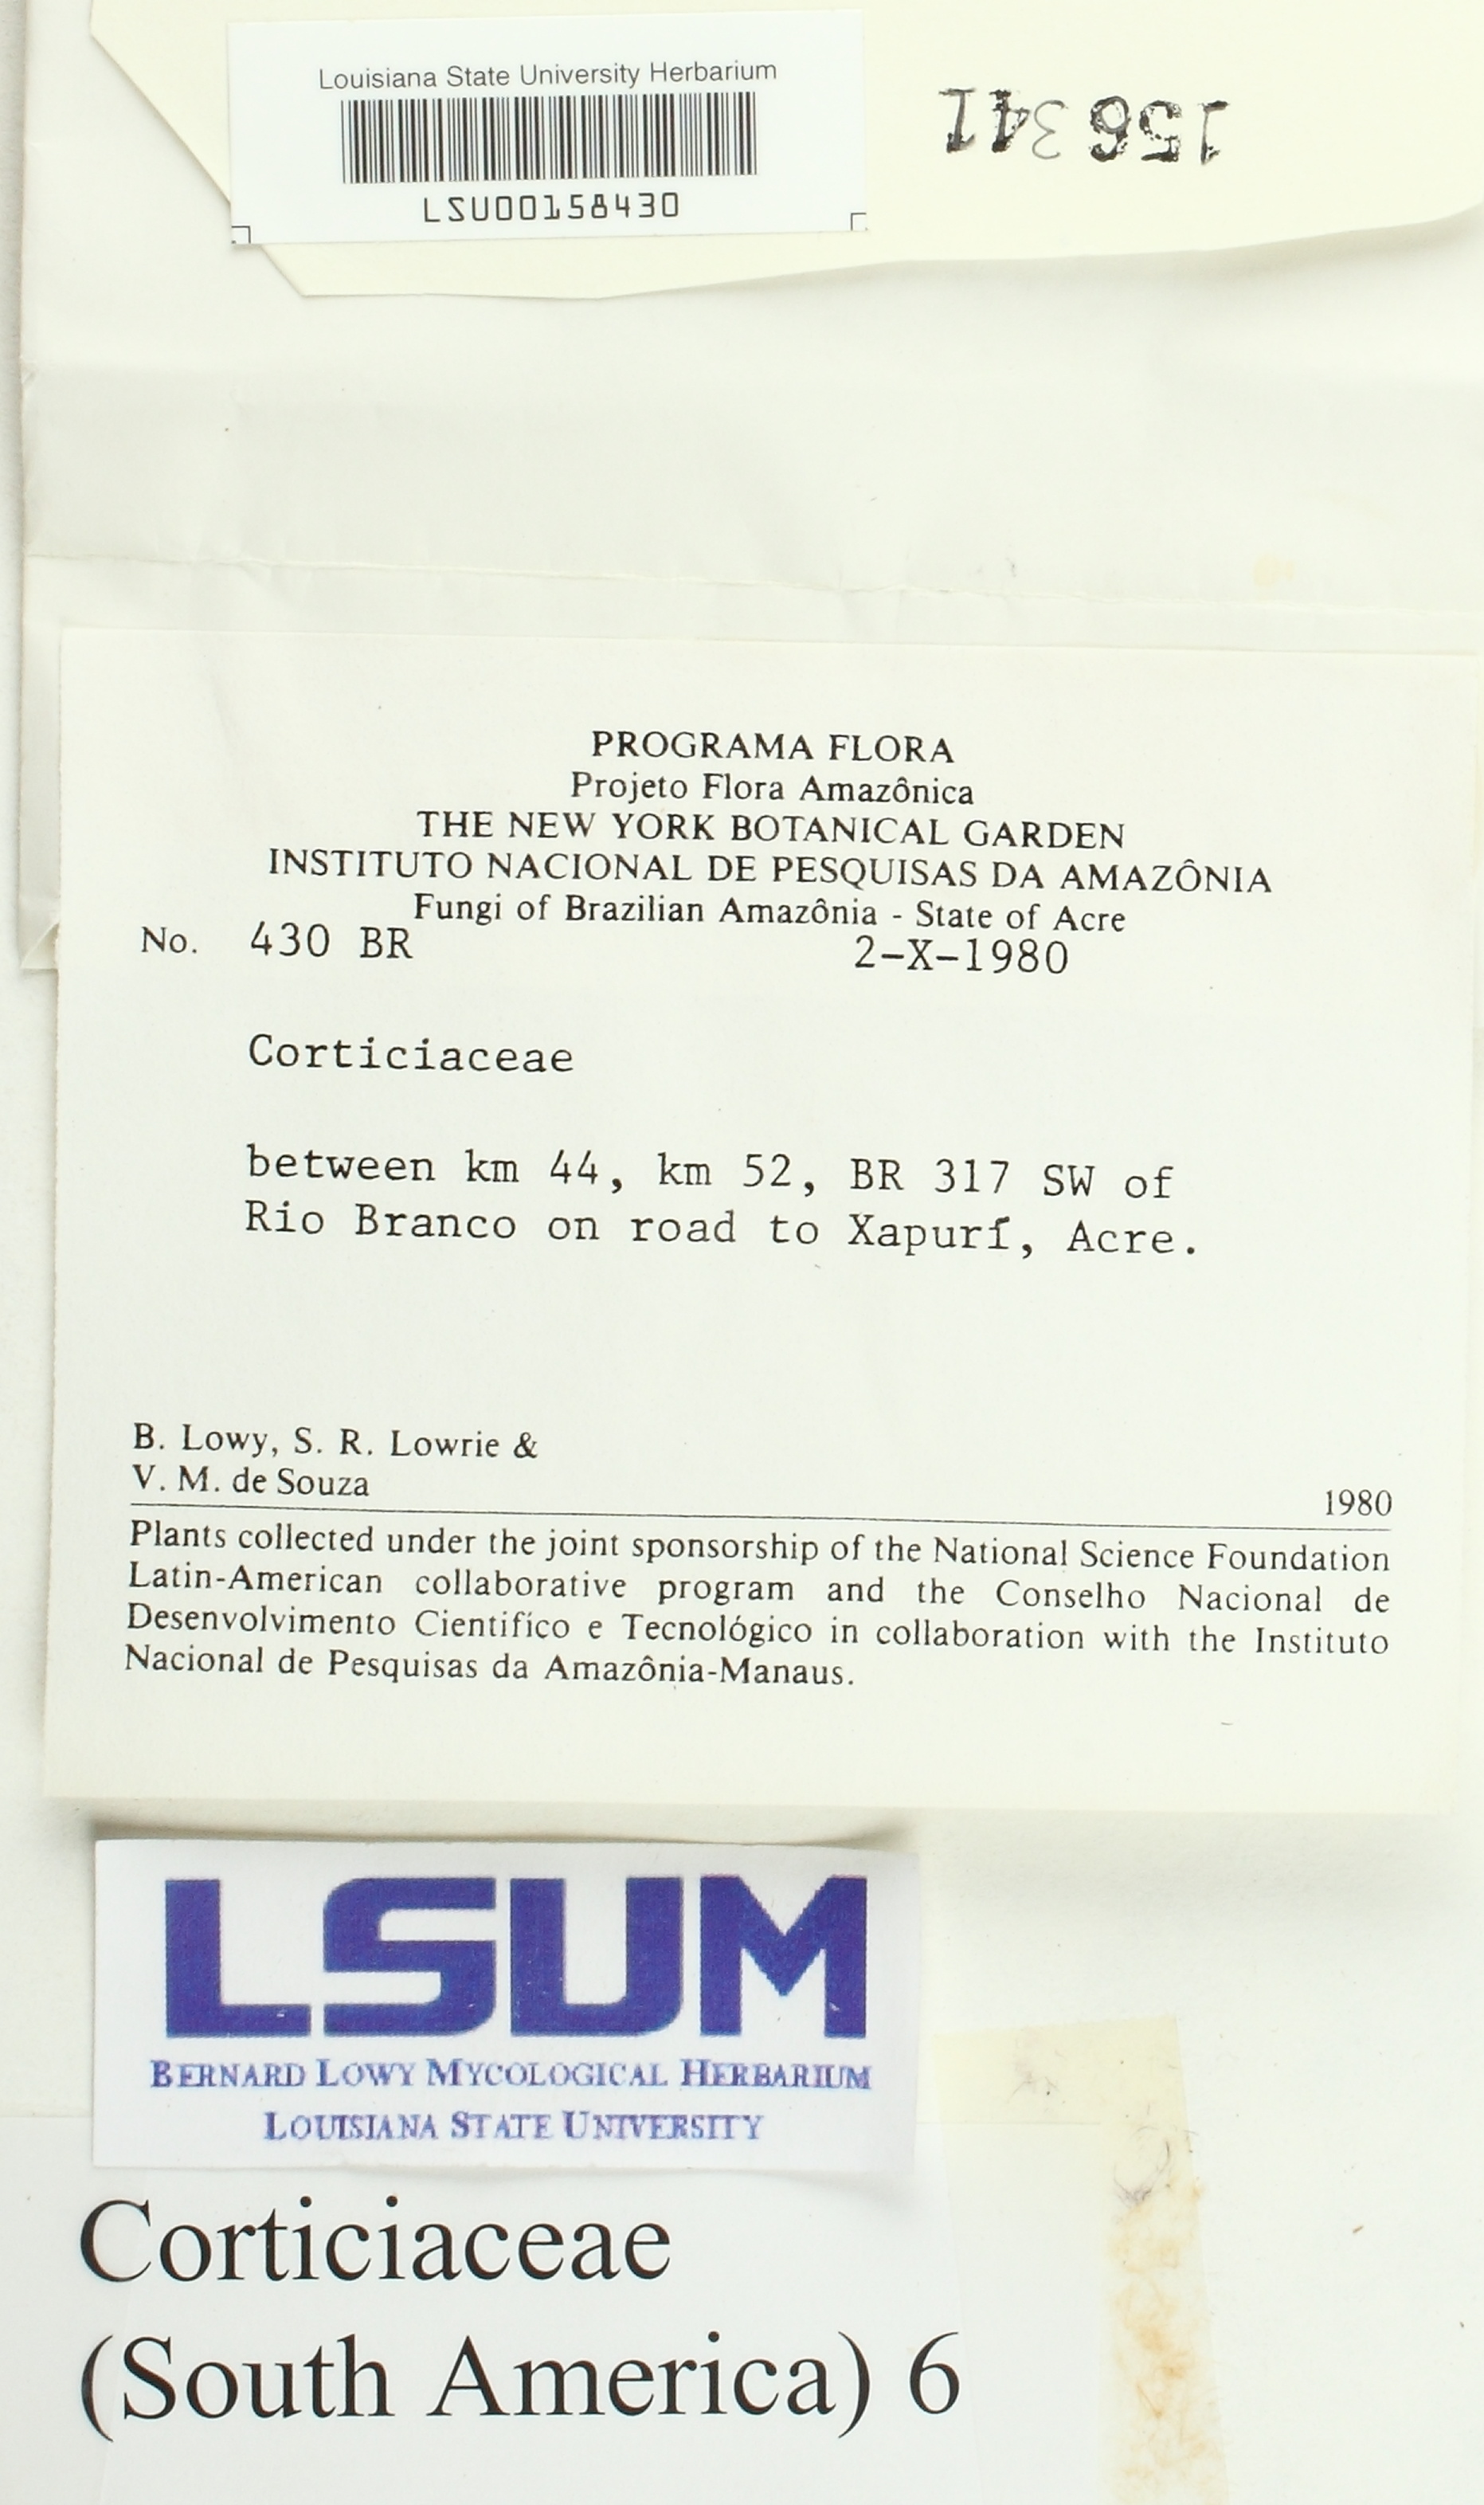 Louisiana State University Herbarium
LSU00158430
156341
PROGRAMA FLORA
Projeto Flora Amazônica
THE NEW YORK BOTANICAL GARDEN
INSTITUTO NACIONAL DE PESQUISAS DA AMAZÔNIA
Fungi of Brazilian Amazônia - State of Acre
No. 430 BR 2-X-1980
Corticiaceae
between km 44, km 52, BR 317 SW of
Rio Branco on road to Xapurí, Acre.
B. Lowy, S. R. Lowrie &
V. M. de Souza
1980
Plants collected under the joint sponsorship of the National Science Foundation
Latin-American collaborative program and the Conselho Nacional de
Desenvolvimento Cientifíco e Tecnológico in collaboration with the Instituto
Nacional de Pesquisas da Amazônia-Manaus.
LSUM
BERNARD LOWY MYCOLOGICAL HERBARIUM
LOUISIANA STATE UNIVERSITY
Corticiaceae
(South America) 6